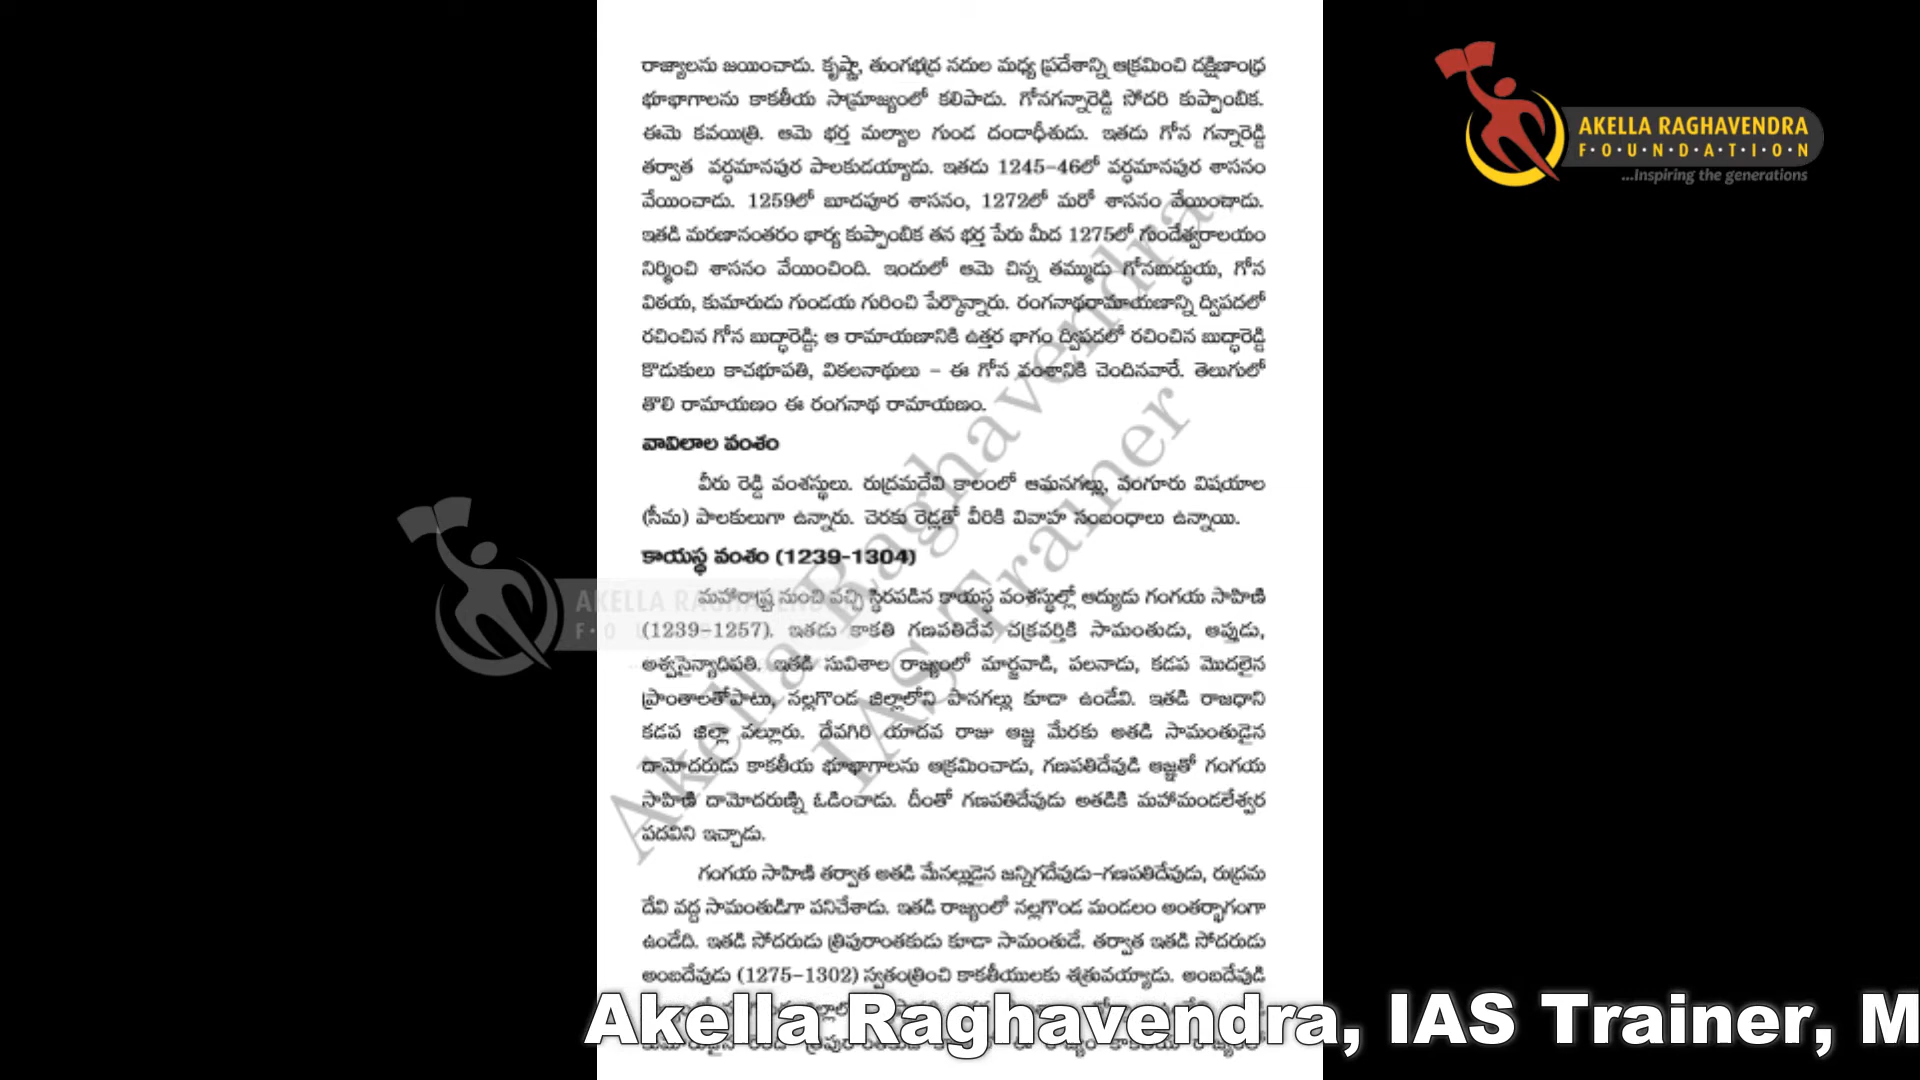 రాజ్యాలను జయించాడు. కృష్ణా, తుంగభద్ర నదుల మధ్య ప్రదేశాన్ని ఆక్రమించి దక్షిణాంధ్ర
భూభాగాలను కాకతీయ సామ్రాజ్యంలో కలిపాడు. గోనగన్నారెడ్డి సోదరి కుప్పాంబిక.
ఈమె కవయిత్రి. ఆమె భర్త మల్యాల గుండ దండాధీశుడు. ఇతడు గోన గన్నారెడ్డి
తర్వాత వర్ధమానపుర పాలకుడయ్యాడు. ఇతడు 1245-46లో వర్ధమానపుర శాసనం
వేయించాడు. 1259లో బూదపూర శాసనం, 1272లో మరో శాసనం వేయించాడు.
ఇతడి మరణానంతరం భార్య కుప్పాంబిక తన భర్త పేరు మీద 1275లో గుండేశ్వరాలయం
నిర్మించి శాసనం వేయించింది. ఇందులో ఆమె చిన్న తమ్ముడు గోనబుద్ధుయ, గోన
విఠయ, కుమారుడు గుండయ గురించి పేర్కొన్నారు. రంగనాథరామాయణాన్ని ద్విపదలో
రచించిన గోన బుద్ధారెడ్డి; ఆ రామాయణానికి ఉత్తర భాగం ద్విపదలో రచించిన బుద్ధారెడ్డి
కొడుకులు కాచభూపతి, విఠలనాథులు - ఈ గోన వంశానికి చెందినవారే. తెలుగులో
తొలి రామాయణం ఈ రంగనాథ రామాయణం.
వావిలాల వంశం
వీరు రెడ్డి వంశస్థులు. రుద్రమదేవి కాలంలో ఆమనగల్లు, వంగూరు విషయాల
(సీమ) పాలకులుగా ఉన్నారు. చెరకు రెడ్లతో వీరికి వివాహ సంబంధాలు ఉన్నాయి.
కాయస్థ వంశం (1239-1304)
మహారాష్ట్ర నుంచి వచ్చి స్థిరపడిన కాయస్థ వంశస్థుల్లో ఆద్యుడు గంగయ సాహిణి
(1239-1257). ఇతడు కాకతి గణపతిదేవ చక్రవర్తికి సామంతుడు, ఆప్తుడు,
అశ్వసైన్యాధిపతి. ఇతడి సువిశాల రాజ్యంలో మార్జవాడి, పలనాడు, కడప మొదలైన
ప్రాంతాలతోపాటు, నల్లగొండ జిల్లాలోని పానగల్లు కూడా ఉండేవి. ఇతడి రాజధాని
కడప జిల్లా వల్లూరు. దేవగిరి యాదవ రాజు ఆజ్ఞ మేరకు అతడి సామంతుడైన
దామోదరుడు కాకతీయ భూభాగాలను ఆక్రమించాడు, గణపతిదేవుడి ఆజ్ఞతో గంగయ
సాహిణి దామోదరుణ్ని ఓడించాడు. దీంతో గణపతిదేవుడు అతడికి మహామండలేశ్వర
పదవిని ఇచ్చాడు.
గంగయ సాహిణి తర్వాత అతడి మేనల్లుడైన జన్నిగదేవుడు-గణపతిదేవుడు, రుద్రమ
దేవి వద్ద సామంతుడిగా పనిచేశాడు. ఇతడి రాజ్యంలో నల్లగొండ మండలం అంతర్భాగంగా
ఉండేది. ఇతడి సోదరుడు త్రిపురాంతకుడు కూడా సామంతుడే. తర్వాత ఇతడి సోదరుడు
అంబదేవుడు (1275-1302) స్వతంత్రించి కాకతీయులకు శత్రువయ్యాడు. అంబదేవుడి
Akella Raghavendra, IAS Trainer, M
Akella Raghavendra
IAS Trainer
AKELLA RAGHAVENDRA
FOUNDATION
...Inspiring the generations